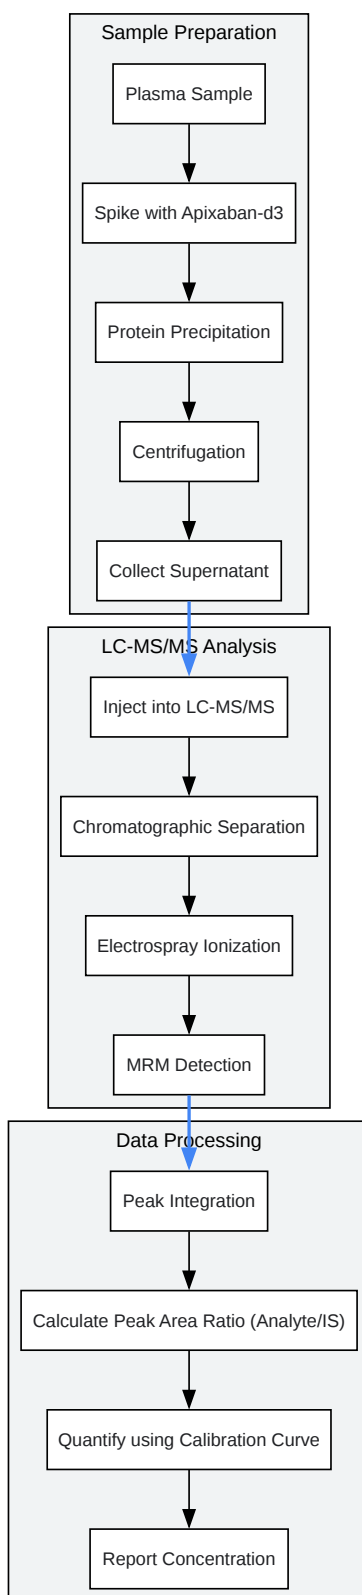 Sample Preparation
Plasma Sample
Spike with Apixaban-d3
Protein Precipitation
Centrifugation
Collect Supernatant
LC-MS/MS Analysis
Inject into LC-MS/MS
Chromatographic Separation
Electrospray Ionization
MRM Detection
Data Processing
Peak Integration
Calculate Peak Area Ratio (Analyte/IS)
Quantify using Calibration Curve
Report Concentration